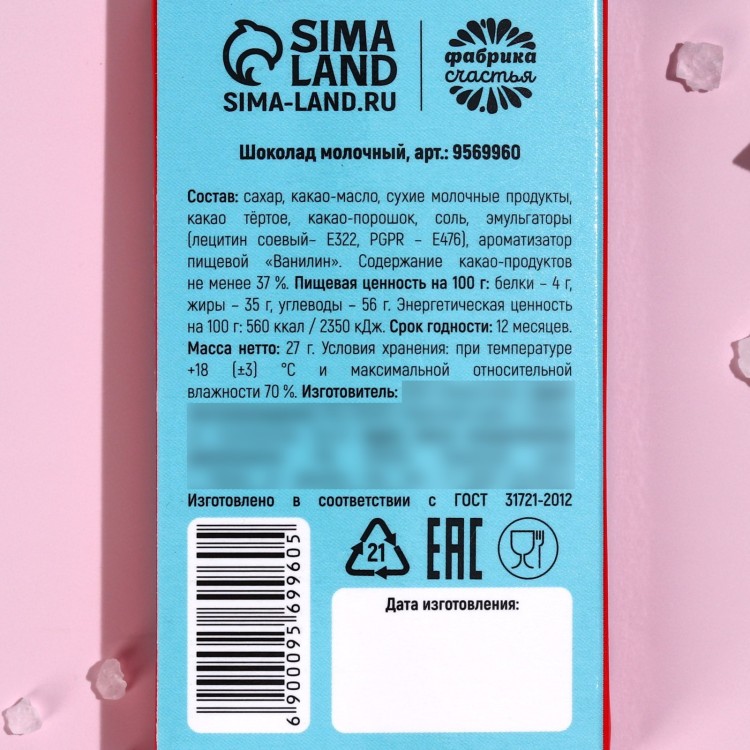 SIMA
LAND
SIMA-LAND.RU
фабрика
счастья
Шоколад молочный, арт.: 9569960
Состав: сахар, какао-масло, сухие молочные продукты,
какао тёртое, какао-порошок, соль, эмульгаторы
(лецитин соевый– Е322, PGPR – Е476), ароматизатор
пищевой «Ванилин». Содержание какао-продуктов
не менее 37 %. Пищевая ценность на 100 г: белки – 4 г,
жиры – 35 г, углеводы – 56 г. Энергетическая ценность
на 100 г: 560 ккал / 2350 кДж. Срок годности: 12 месяцев.
Масса нетто: 27 г. Условия хранения: при температуре
+18 (±3) °С и максимальной относительной
влажности 70 %. Изготовитель:
Изготовлено в соответствии с ГОСТ 31721-2012
6900095699605
21
EAC
Дата изготовления: